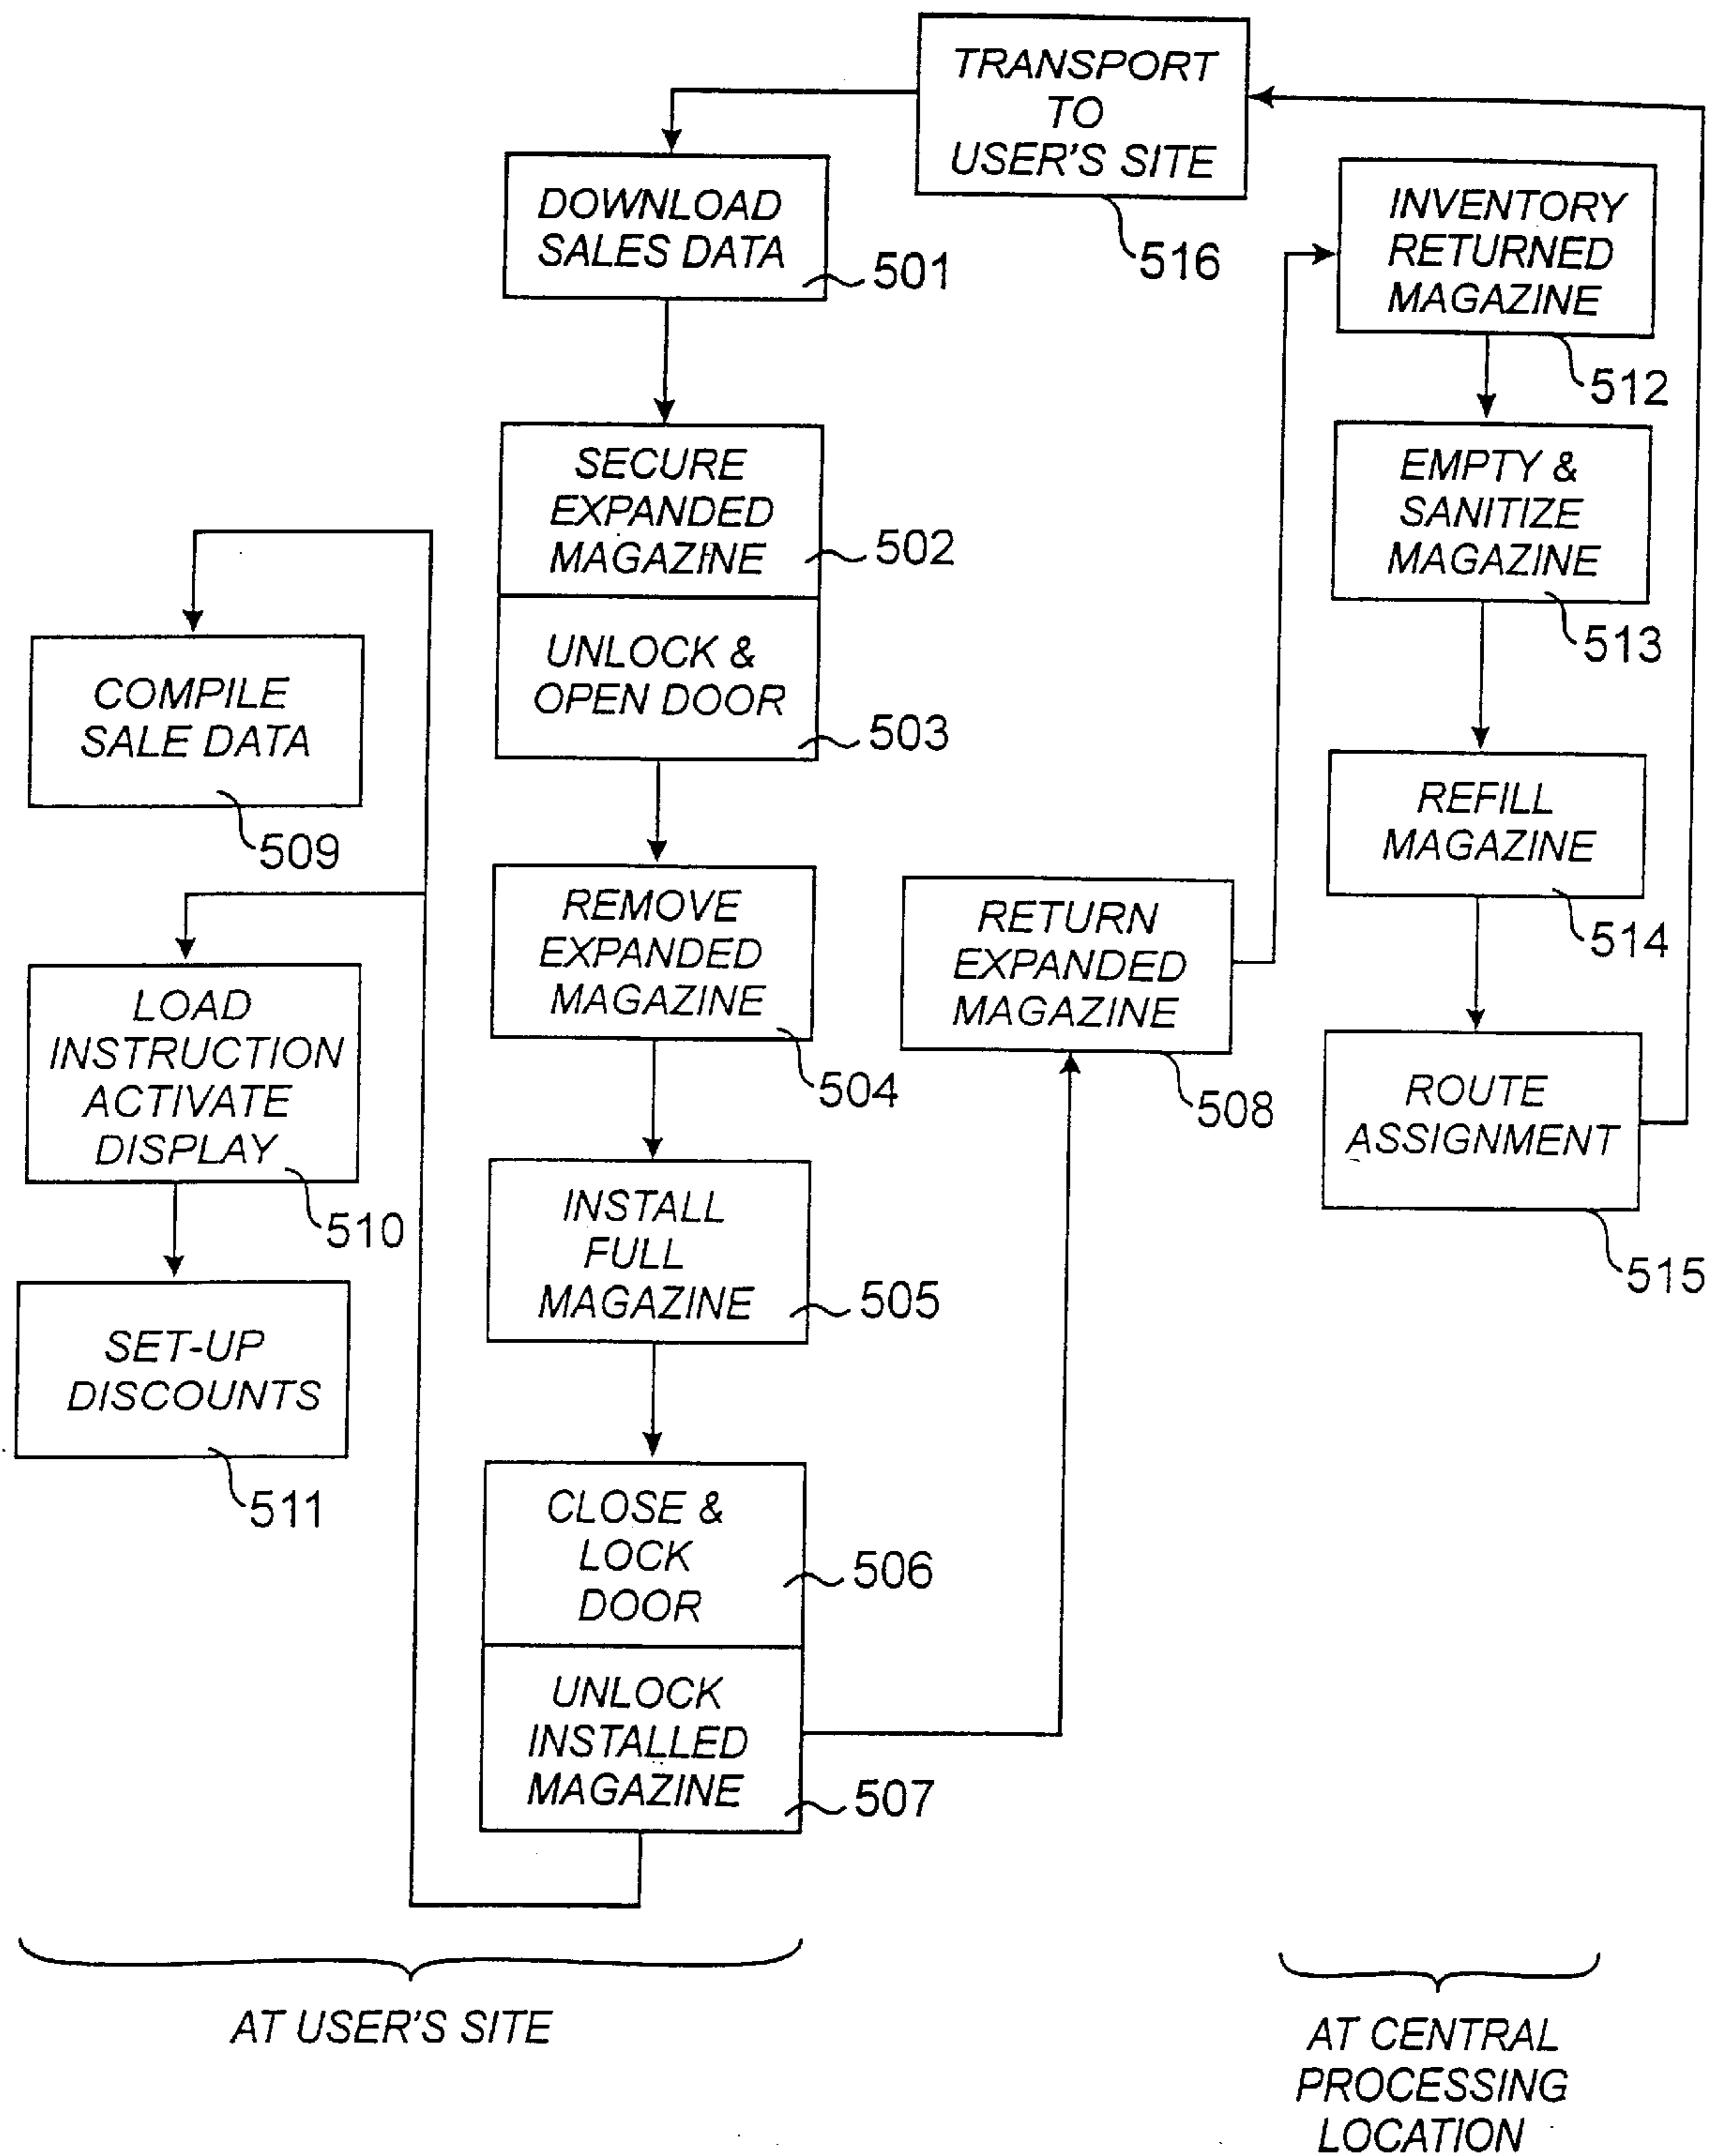 TRANSPORT
TO
USER'S SITE
516
DOWNLOAD
SALES DATA
501
SECURE
EXPANDED
MAGAZINE
502
UNLOCK &
OPEN DOOR
503
REMOVE
EXPANDED
MAGAZINE
504
INSTALL
FULL
MAGAZINE
505
CLOSE &
LOCK
DOOR
506
UNLOCK
INSTALLED
MAGAZINE
507
RETURN
EXPANDED
MAGAZINE
508
COMPILE
SALE DATA
509
LOAD
INSTRUCTION
ACTIVATE
DISPLAY
510
SET-UP
DISCOUNTS
511
INVENTORY
RETURNED
MAGAZINE
512
EMPTY &
SANITIZE
MAGAZINE
513
REFILL
MAGAZINE
514
ROUTE
ASSIGNMENT
515
AT USER'S SITE
AT CENTRAL
PROCESSING
LOCATION